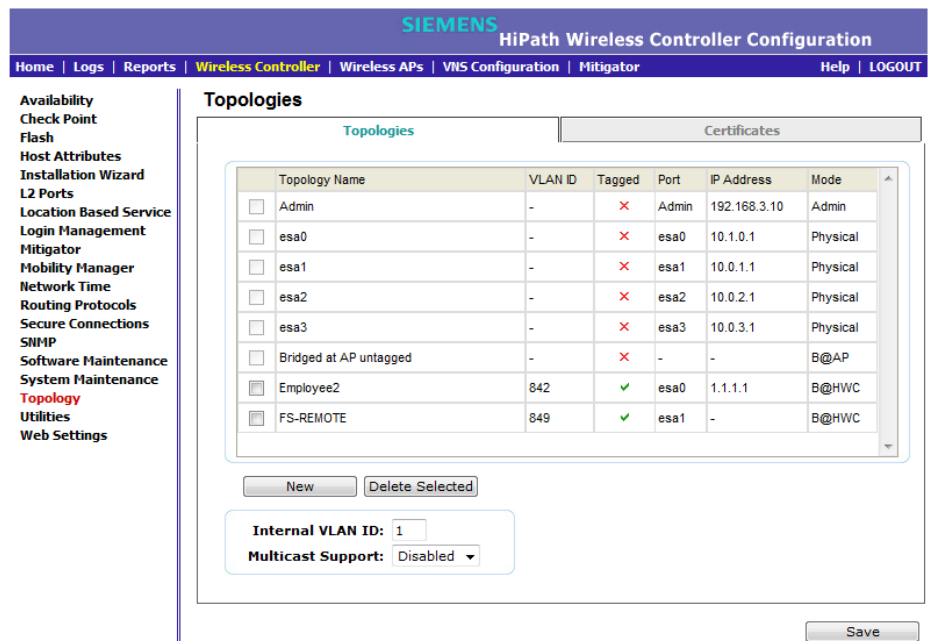 SIEMENS
HiPath Wireless Controller Configuration
Home | Logs | Reports | Wireless Controller | Wireless APs | VNS Configuration | Mitigator Help | LOGOUT
Availability
Check Point
Flash
Host Attributes
Installation Wizard
L2 Ports
Location Based Service
Login Management
Mitigator
Mobility Manager
Network Time
Routing Protocols
Secure Connections
SNMP
Software Maintenance
System Maintenance
Topology
Utilities
Web Settings
Topologies
Topologies Certificates
Topology Name VLAN ID Tagged Port IP Address Mode
Admin - Admin 192.168.3.10 Admin
esa0 - esa0 10.1.0.1 Physical
esa1 - esa1 10.0.1.1 Physical
esa2 - esa2 10.0.2.1 Physical
esa3 - esa3 10.0.3.1 Physical
Bridged at AP untagged - - - B@AP
Employee2 842 esa0 1.1.1.1 B@HWC
FS-REMOTE 849 esa1 - B@HWC
New Delete Selected
Internal VLAN ID: 1
Multicast Support: Disabled
Save